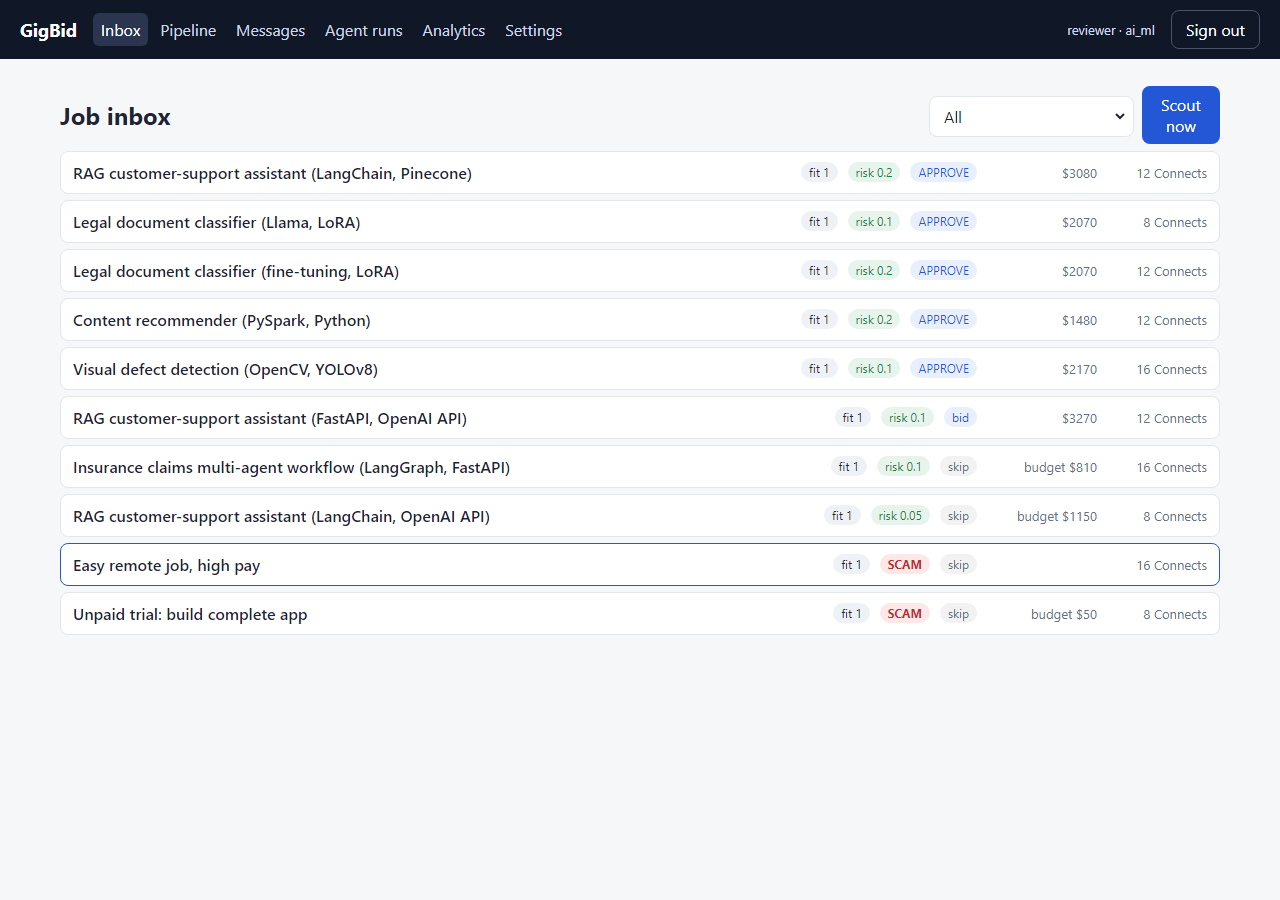 GigBid Inbox Pipeline Messages Agent runs Analytics Settings reviewer · ai_ml Sign out
Job inbox All Scout now
RAG customer-support assistant (LangChain, Pinecone) fit 1 risk 0.2 APPROVE $3080 12 Connects
Legal document classifier (Llama, LoRA) fit 1 risk 0.1 APPROVE $2070 8 Connects
Legal document classifier (fine-tuning, LoRA) fit 1 risk 0.2 APPROVE $2070 12 Connects
Content recommender (PySpark, Python) fit 1 risk 0.2 APPROVE $1480 12 Connects
Visual defect detection (OpenCV, YOLOv8) fit 1 risk 0.1 APPROVE $2170 16 Connects
RAG customer-support assistant (FastAPI, OpenAI API) fit 1 risk 0.1 bid $3270 12 Connects
Insurance claims multi-agent workflow (LangGraph, FastAPI) fit 1 risk 0.1 skip budget $810 16 Connects
RAG customer-support assistant (LangChain, OpenAI API) fit 1 risk 0.05 skip budget $1150 8 Connects
Easy remote job, high pay fit 1 SCAM skip 16 Connects
Unpaid trial: build complete app fit 1 SCAM skip budget $50 8 Connects